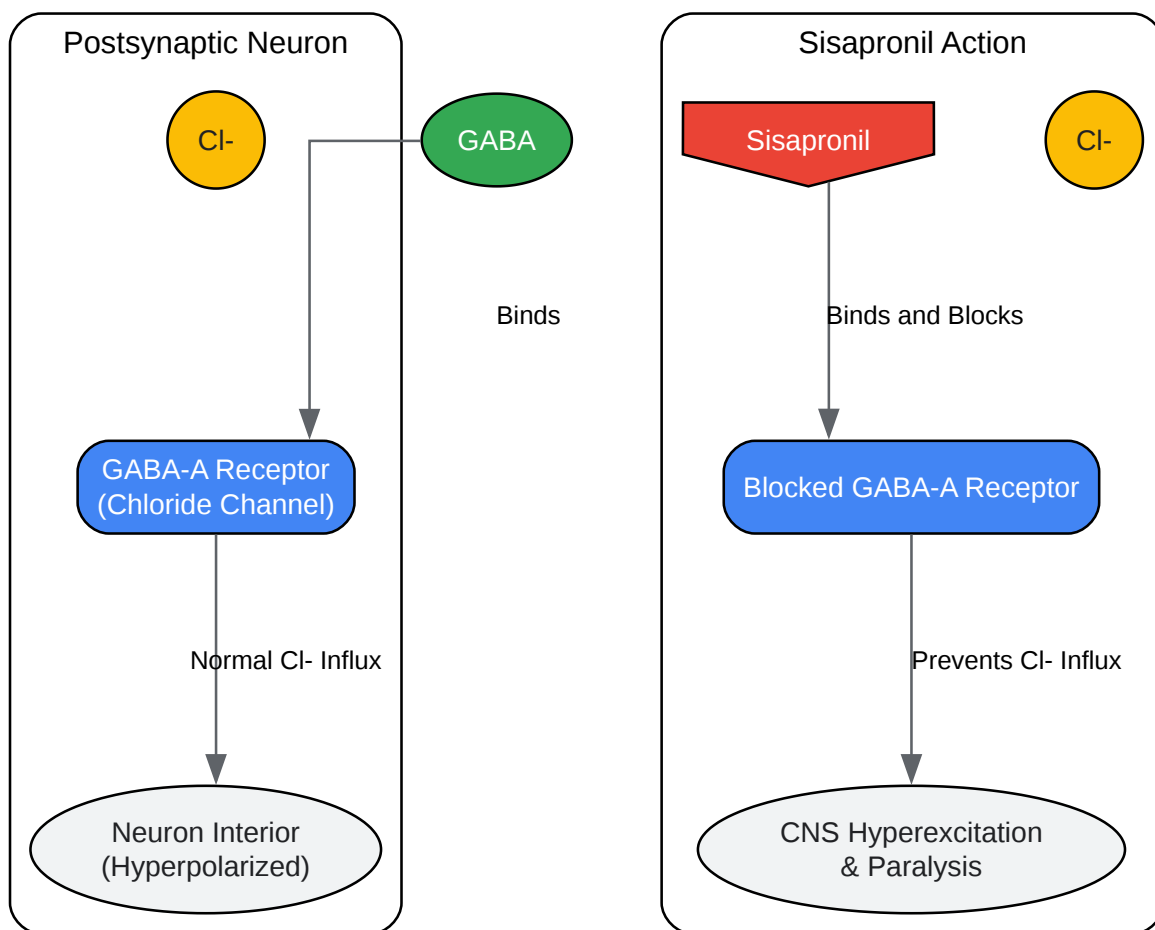 Postsynaptic Neuron
Cl-
GABA
Binds
GABA-A Receptor
(Chloride Channel)
Normal Cl- Influx
Neuron Interior
(Hyperpolarized)
Sisapronil Action
Sisapronil
Cl-
Binds and Blocks
Blocked GABA-A Receptor
Prevents Cl- Influx
CNS Hyperexcitation
& Paralysis